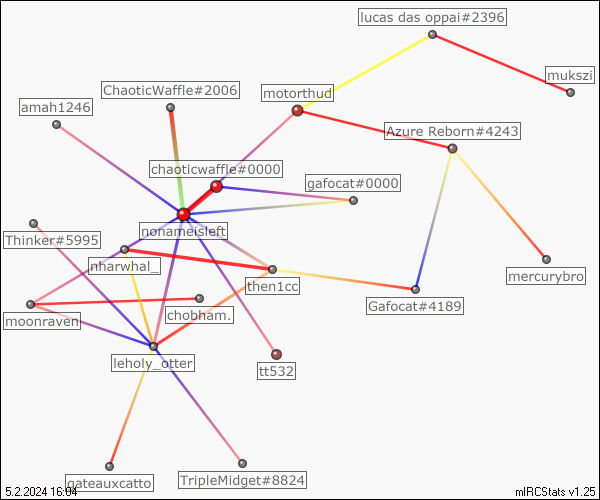 lucas das oppai#2396
mukszi
ChaoticWaffle#2006
motorthud
amah1246
Azure Reborn#4243
chaoticwaffle#0000
gafocat#0000
nonameisleft
Thinker#5995
nharwhal_
then1cc
mercurybro
Gafocat#4189
moonraven
chobham.
leholy_otter
tt532
gateauxcatto
TripleMidget#8824
5.2.2024 16:04
mIRCStats v1.25